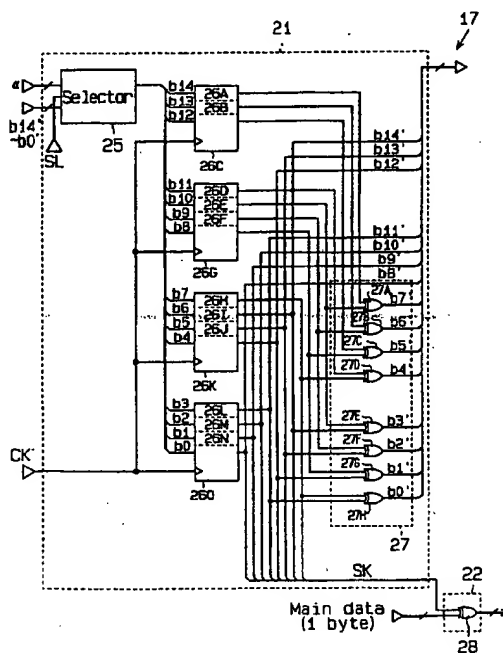 21
17
α
Selector
b14'
-b0'
SL
25
b14
b13
b12
26A
26B
26C
b14'
b13'
b12'
b11
b10
b9
b8
26D
26E
26F
26G
b11'
b10'
b9'
b8'
b7
b6
b5
b4
26H
26I
26J
26K
27A
b7
b6
27C
b5
27D
b4
b3
b2
b1
b0
26L
26M
26N
26O
27E
b3'
27F
b2'
27G
b1'
b0'
27H
27
CK
SK
22
Main data
(1 byte)
28